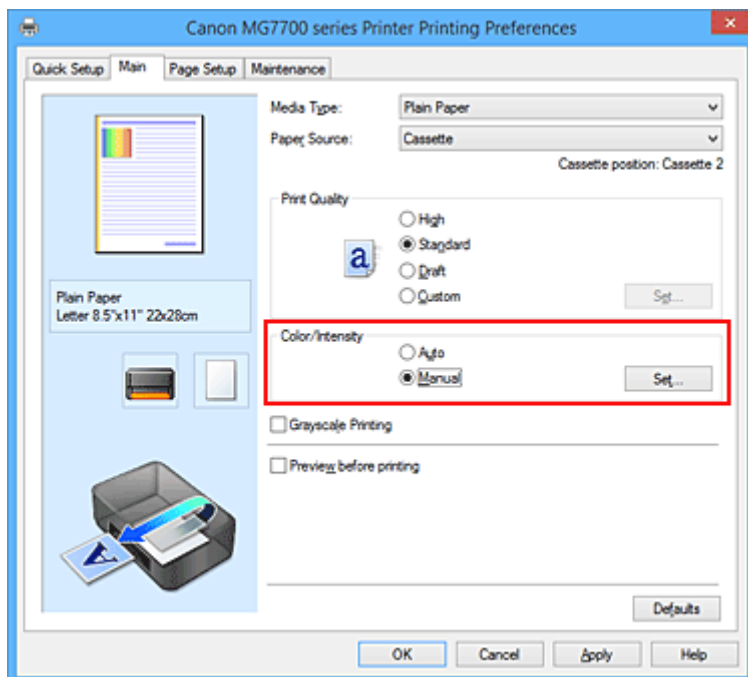 Canon MG7700 series Printer Printing Preferences
Quick Setup Main Page Setup Maintenance
Media Type: Plain Paper
Paper Source: Cassette
Cassette position: Cassette 2
Print Quality
High
a Standard
Draft
Custom Set...
Plain Paper
Letter 8.5"x11" 22x28cm
Color/Intensity
Auto
Manual Set...
Grayscale Printing
Preview before printing
A
Defaults
OK Cancel Apply Help